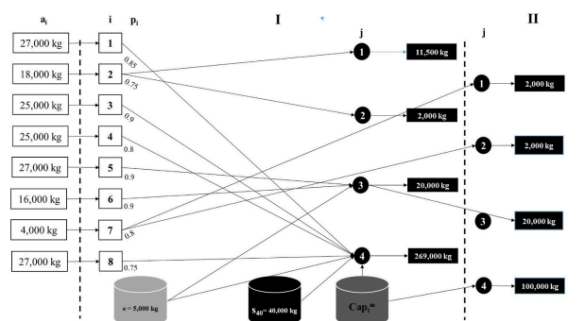 aᵢ i pᵢ I j j II
27,000 kg 1 0.85 1 11,500 kg
18,000 kg 2 0.75 1 2,000 kg
25,000 kg 3 0.9 2 2,000 kg
25,000 kg 4 0.8 2 2,000 kg
27,000 kg 5 0.9 3 20,000 kg
16,000 kg 6 0.9 3 20,000 kg
4,000 kg 7 0.8
27,000 kg 8 0.75 4 269,000 kg
4 100,000 kg
= 5,000 kg S₄₀= 40,000 kg Capᵢ=